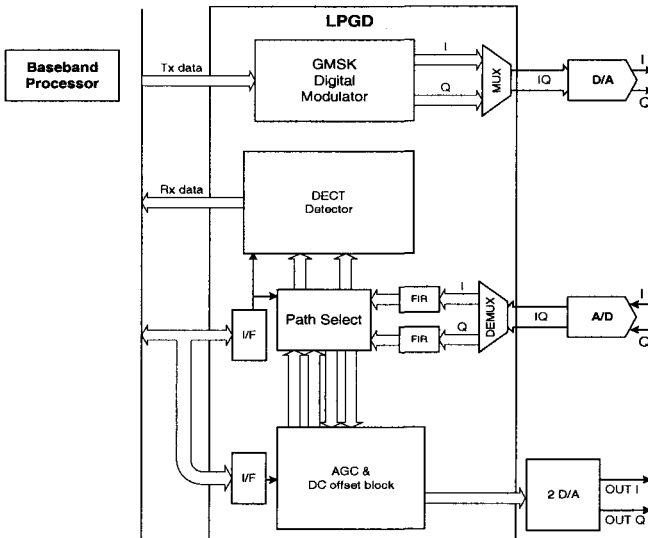 LPGD
Baseband
Processor
Tx data
GMSK
Digital
Modulator
I
Q
MUX
IQ
D/A
I
Q
Rx data
DECT
Detector
I/F
Path Select
FIR
I
FIR
Q
DEMUX
IQ
A/D
I
Q
I/F
AGC &
DC offset block
2 D/A
OUT I
OUT Q